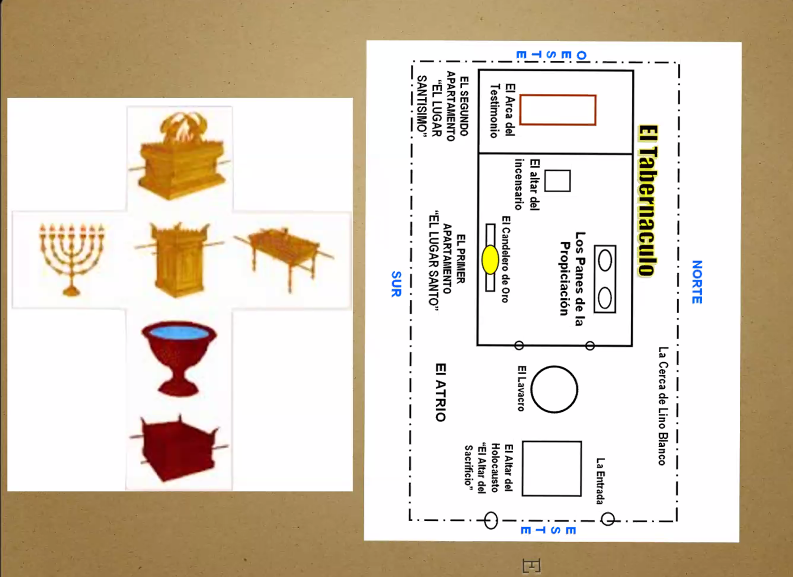 OESTE
El Tabernaculo
NORTE
El Arca del
Testimonio
EL SEGUNDO
APARTAMENTO
"EL LUGAR
SANTISIMO"
El altar del
incensario
Los Panes de la
Propiciación
El Candelero de Oro
EL PRIMER
APARTAMENTO
"EL LUGAR SANTO"
SUR
La Cerca de Lino Blanco
El Lavacro
El ATRIO
El Altar del
Holocausto
"El Altar del
Sacrificio"
La Entrada
ESTE
E